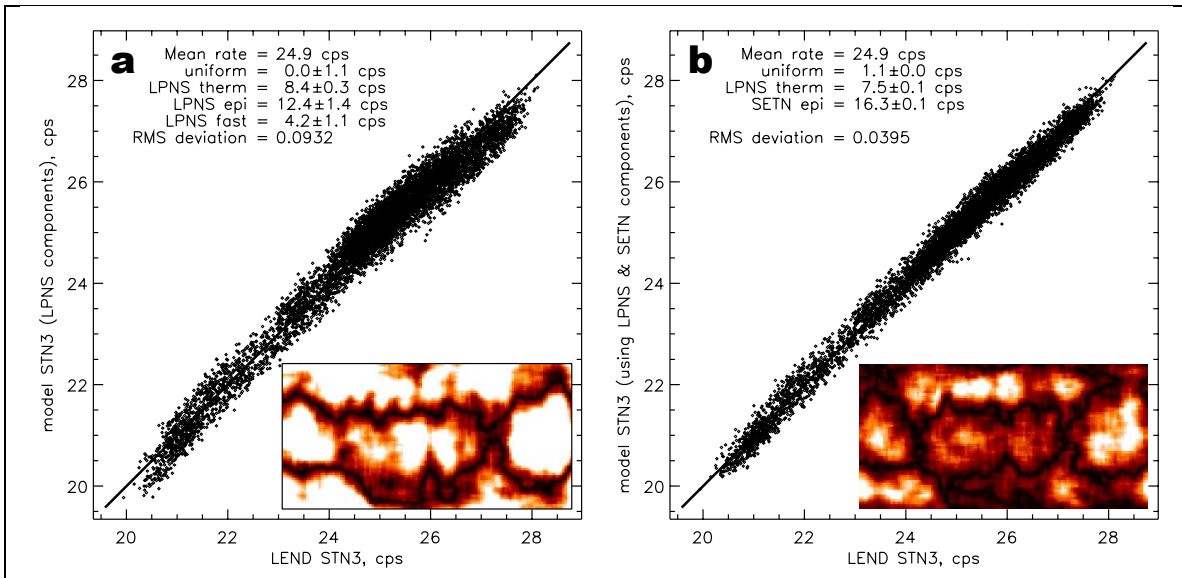 a
Mean rate = 24.9 cps
uniform = 0.0±1.1 cps
LPNS therm = 8.4±0.3 cps
LPNS epi = 12.4±1.4 cps
LPNS fast = 4.2±1.1 cps
RMS deviation = 0.0932
model STN3 (LPNS components), cps
28
26
24
22
20
20 22 24 26 28
LEND STN3, cps
b
Mean rate = 24.9 cps
uniform = 1.1±0.0 cps
LPNS therm = 7.5±0.1 cps
SETN epi = 16.3±0.1 cps
RMS deviation = 0.0395
model STN3 (using LPNS & SETN components), cps
28
26
24
22
20
20 22 24 26 28
LEND STN3, cps